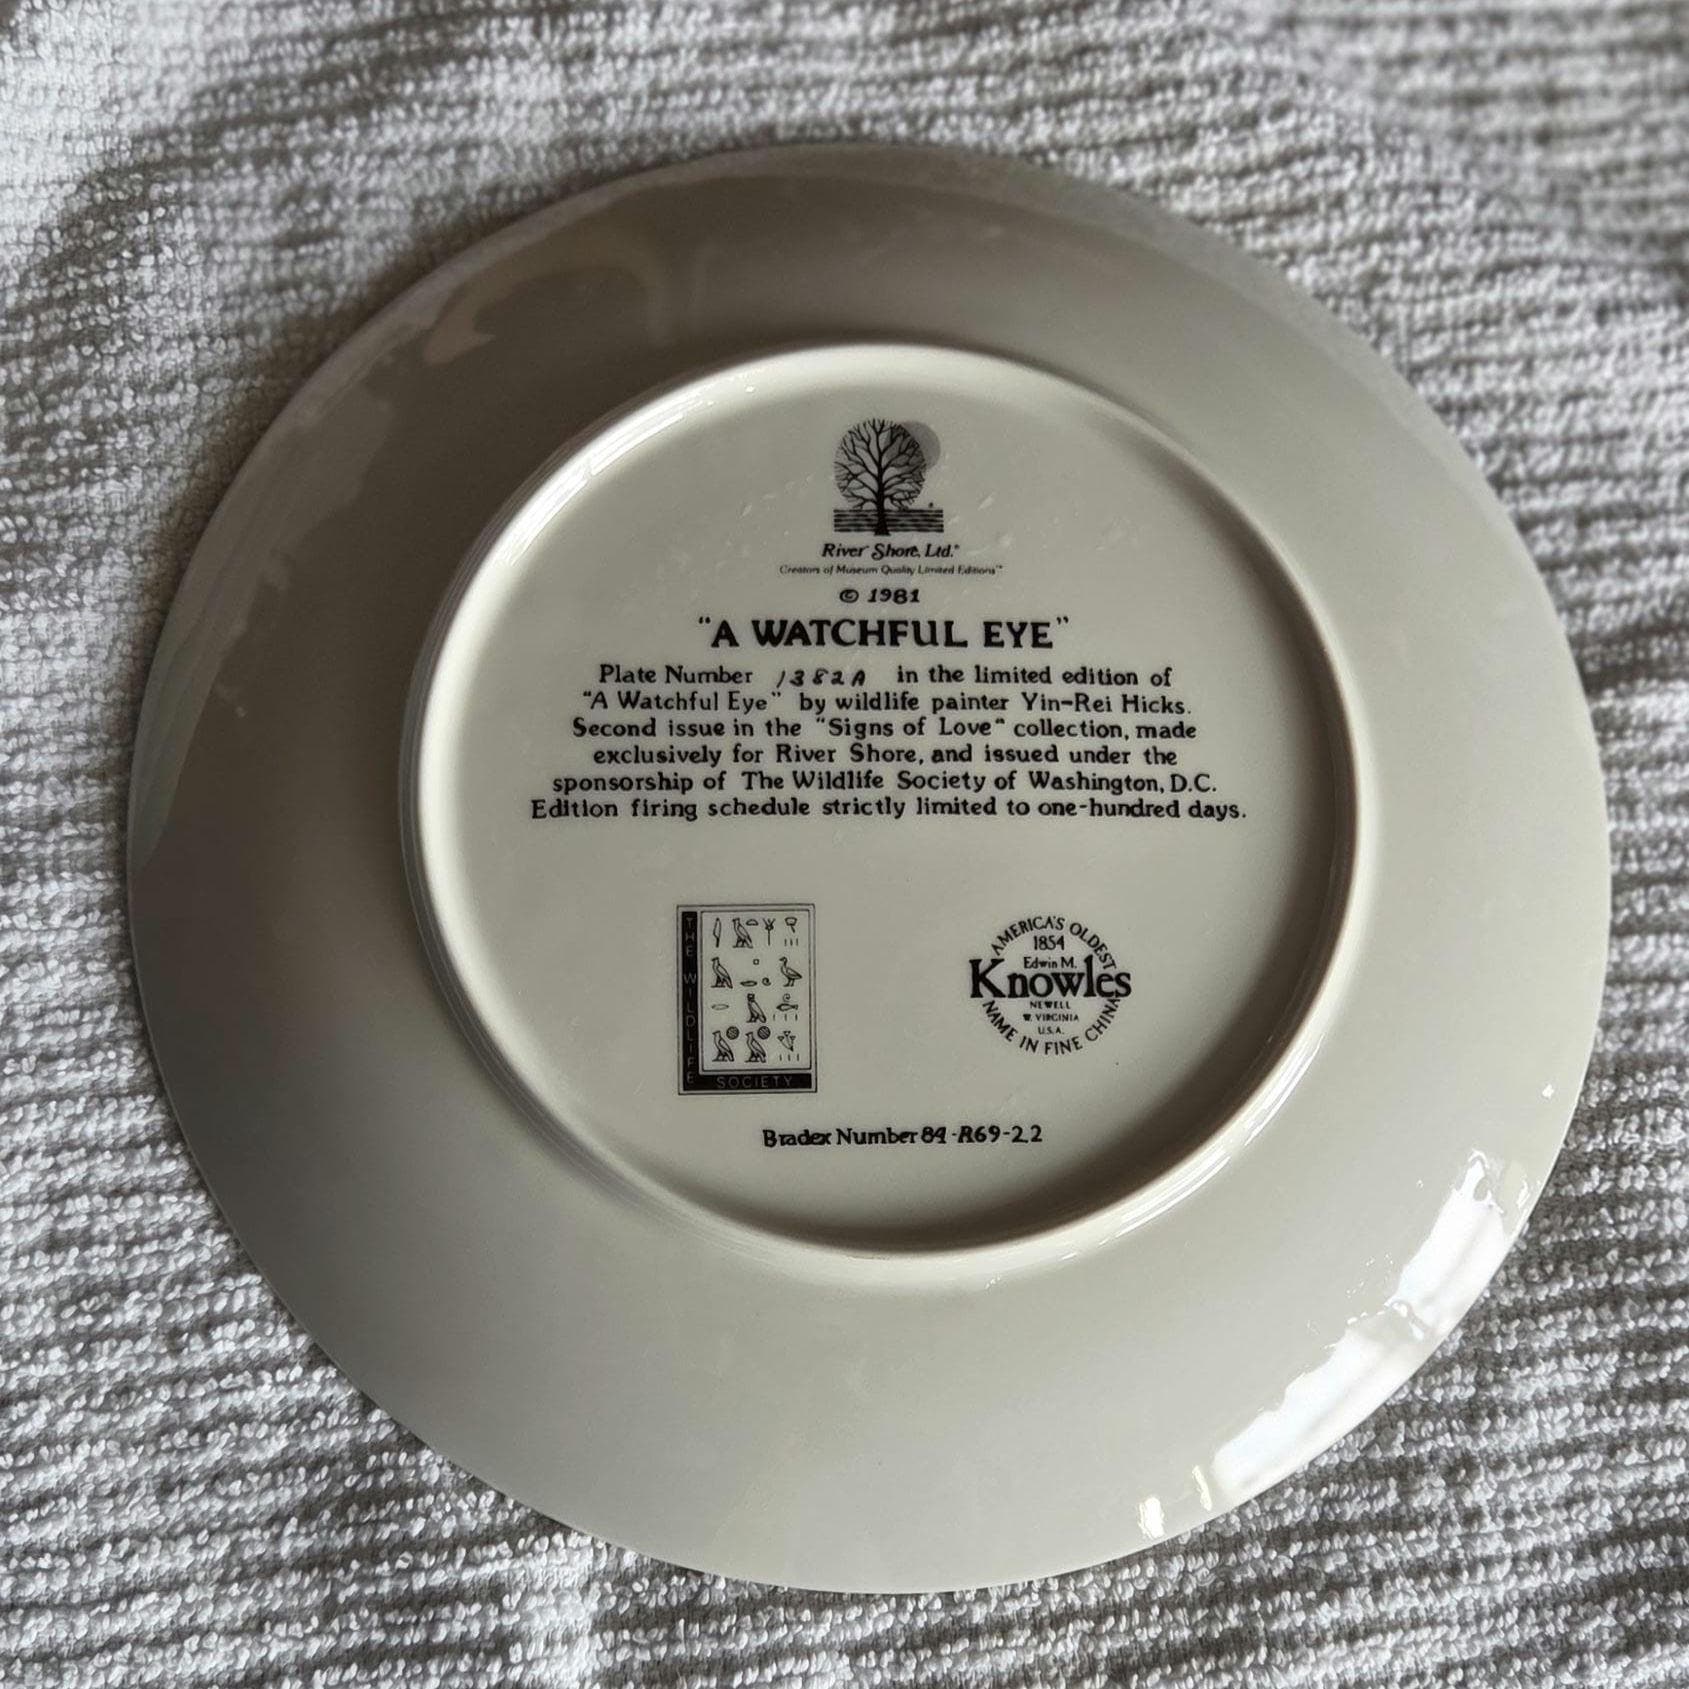 River Shore, Ltd.®
Creators of Museum Quality Limited Editions™
© 1981
"A WATCHFUL EYE"
Plate Number 1382A in the limited edition of
"A Watchful Eye" by wildlife painter Yin-Rei Hicks.
Second issue in the "Signs of Love" collection, made
exclusively for River Shore, and issued under the
sponsorship of The Wildlife Society of Washington, D.C.
Edition firing schedule strictly limited to one-hundred days.
THE WILDLIFE
SOCIETY
AMERICA'S OLDEST
1854
Edwin M.
Knowles
NEWELL
W. VIRGINIA
U.S.A.
NAME IN FINE CHINA
Bradex Number 84-R69-2.2